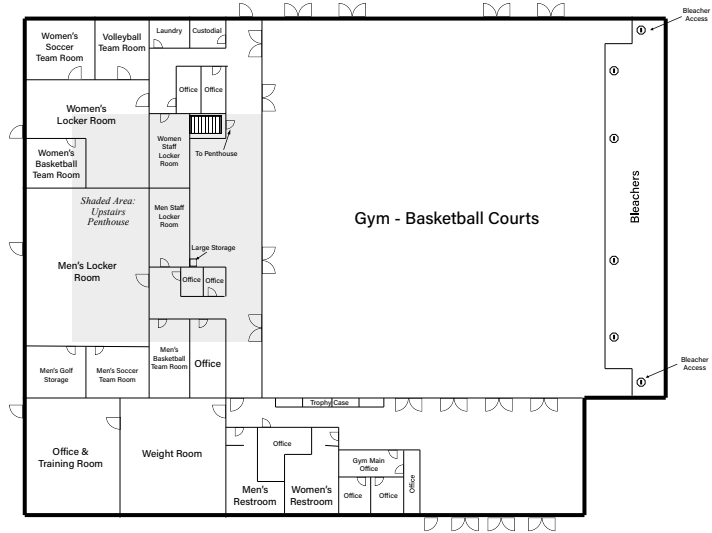 Bleacher
Access
Women's
Soccer
Team Room
Volleyball
Team Room
Laundry
Custodial
Office
Office
Women's
Locker Room
Women
Staff
Locker
Room
To Penthouse
Women's
Basketball
Team Room
Shaded Area:
Upstairs
Penthouse
Men Staff
Locker
Room
Gym - Basketball Courts
Bleachers
Large Storage
Men's Locker
Room
Office
Office
Men's
Basketball
Team Room
Office
Men's Golf
Storage
Men's Soccer
Team Room
Bleacher
Access
Trophy Case
Office &
Training Room
Weight Room
Office
Gym Main
Office
Office
Men's
Restroom
Women's
Restroom
Office
Office